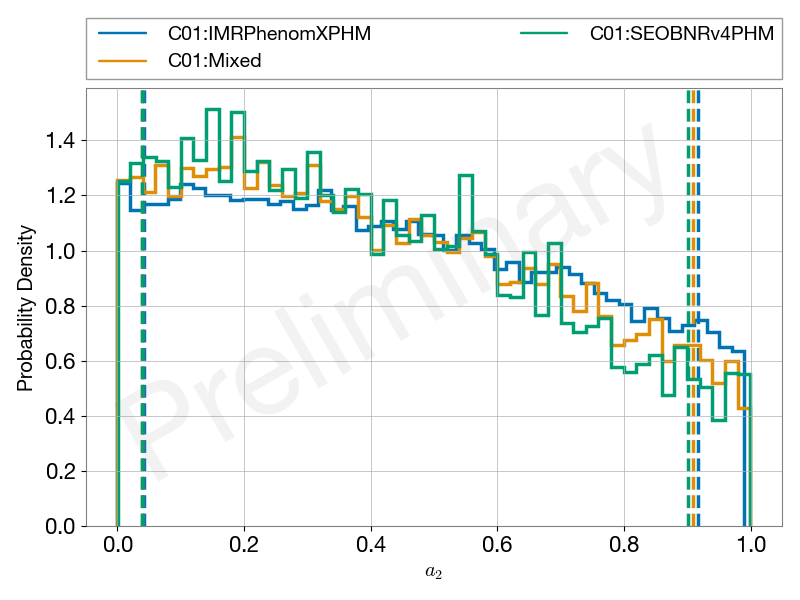 C01:IMRPhenomXPHM
C01:Mixed
C01:SEOBNRv4PHM
Probability Density
1.4
1.2
1.0
0.8
0.6
0.4
0.2
0.0
Preliminary
0.0 0.2 0.4 0.6 0.8 1.0
a₂